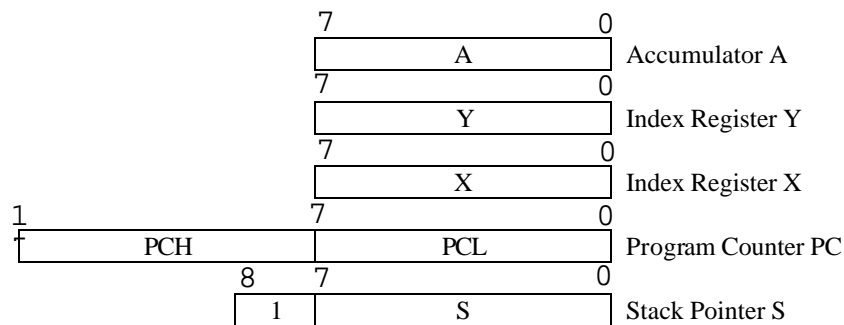 7 0
A Accumulator A
7 0
Y Index Register Y
7 0
X Index Register X
1 7 0
PCH PCL Program Counter PC
8 7 0
1 S Stack Pointer S